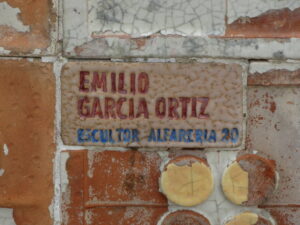 EMILIO
GARCIA ORTIZ
ESCULTOR ALFARERIA 20